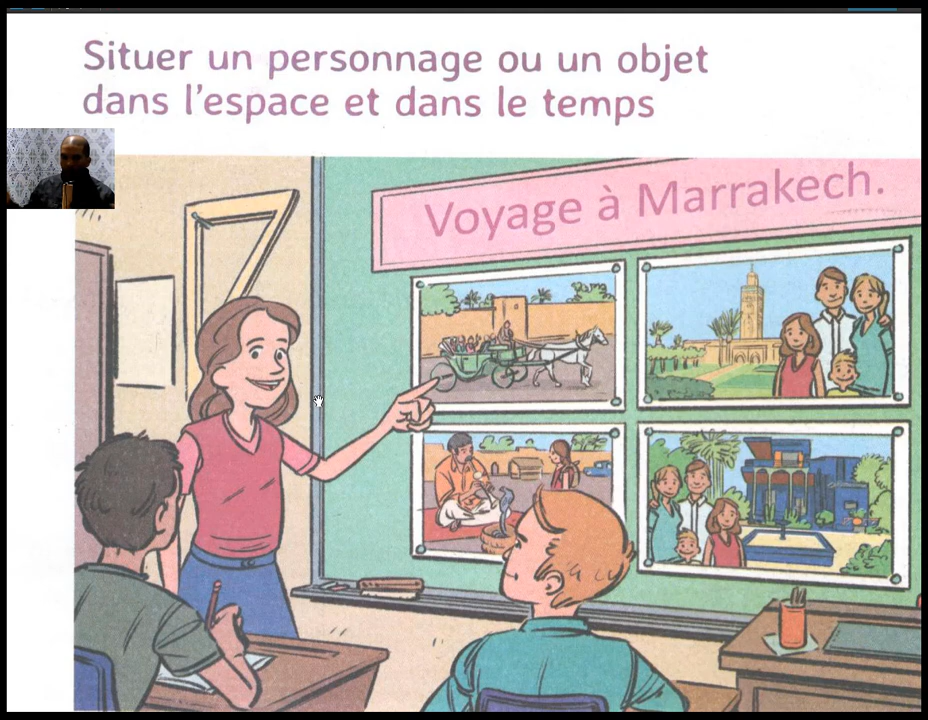 Situer un personnage ou un objet
dans l'espace et dans le temps
Voyage à Marrakech.